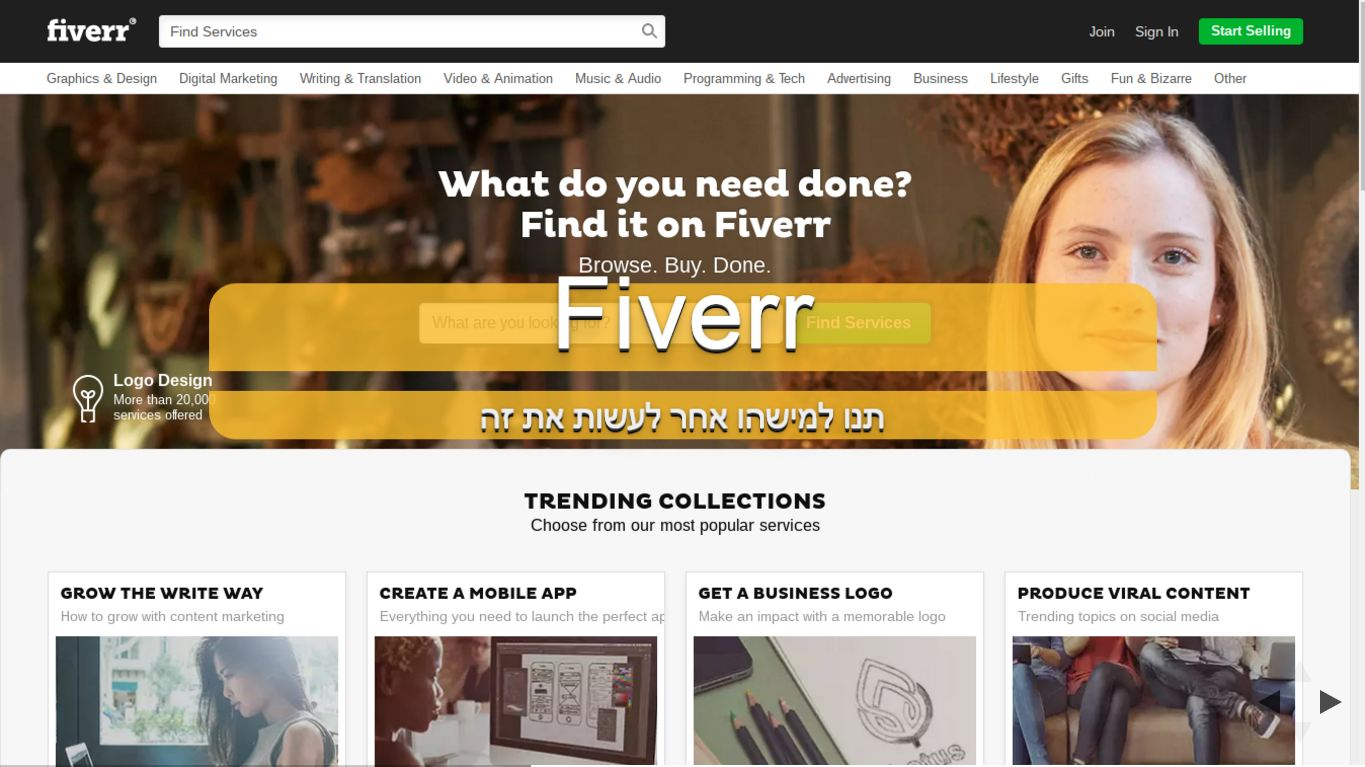 fiverr®
Find Services
Join Sign In Start Selling
Graphics & Design Digital Marketing Writing & Translation Video & Animation Music & Audio Programming & Tech Advertising Business Lifestyle Gifts Fun & Bizarre Other
What do you need done?
Find it on Fiverr
Browse. Buy. Done.
Fiverr
What are you looking for? Find Services
Logo Design
More than 20,000
services offered
תנו למישהו אחר לעשות את זה
TRENDING COLLECTIONS
Choose from our most popular services
GROW THE WRITE WAY
How to grow with content marketing
CREATE A MOBILE APP
Everything you need to launch the perfect ap
GET A BUSINESS LOGO
Make an impact with a memorable logo
PRODUCE VIRAL CONTENT
Trending topics on social media